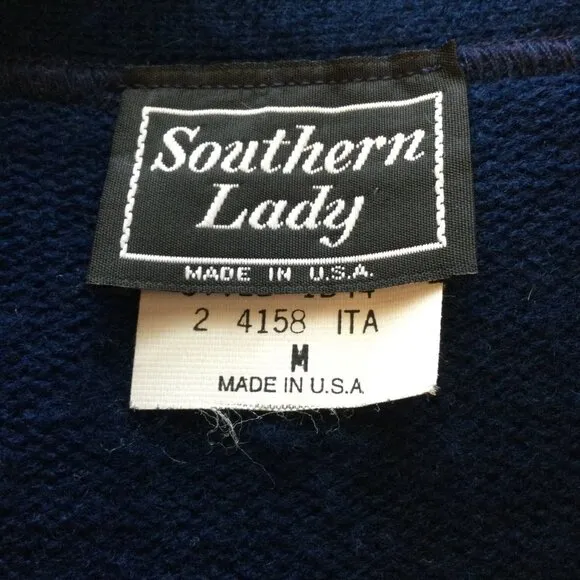 Southern
Lady
MADE IN U.S.A.
2 4158 ITA
M
MADE IN U.S.A